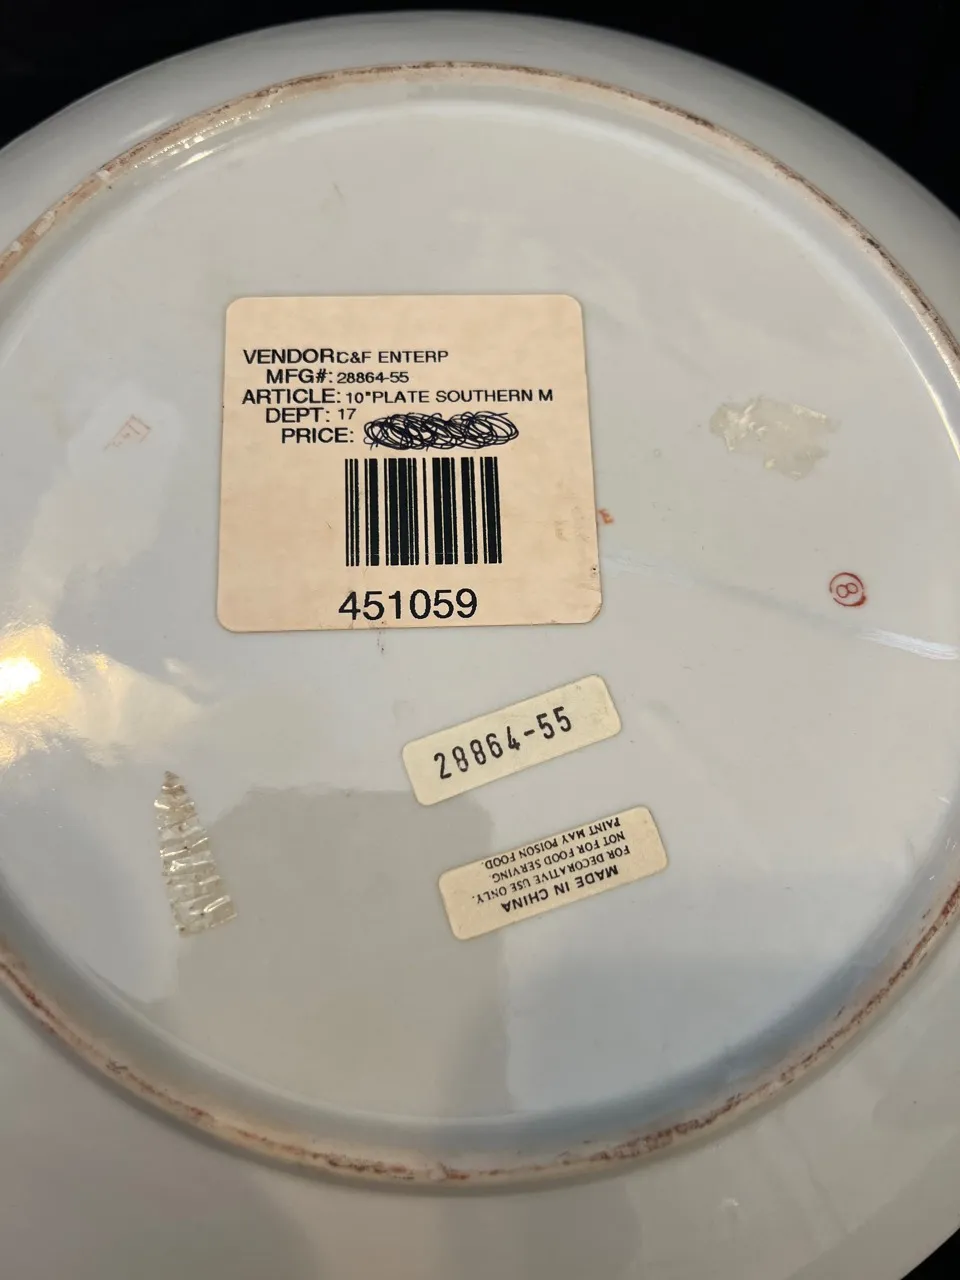 VENDOR: C&F ENTERP
MFG#: 28864-55
ARTICLE: 10"PLATE SOUTHERN M
DEPT: 17
PRICE:
451059
8
28864-55
MADE IN CHINA
FOR DECORATIVE USE ONLY.
NOT FOR FOOD SERVING
PAINT MAY POISON FOOD.